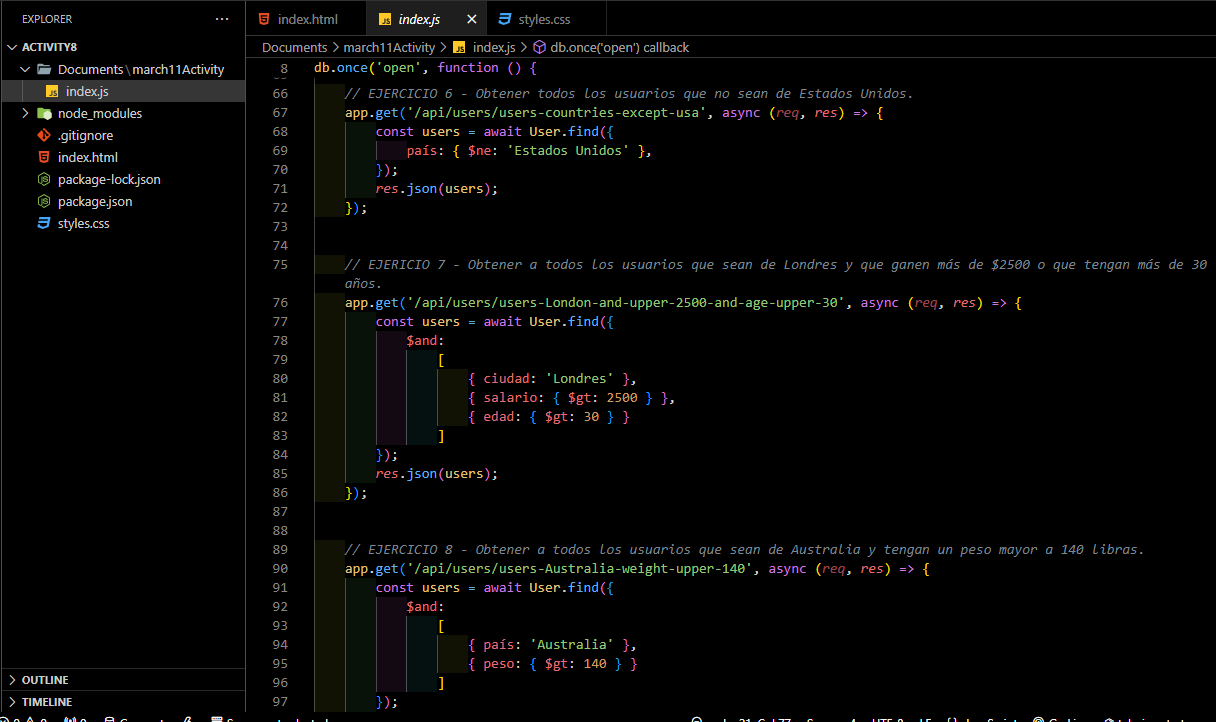 EXPLORER ···
ACTIVITY8
Documents \ march11Activity
index.js
node_modules
.gitignore
index.html
package-lock.json
package.json
styles.css
OUTLINE
TIMELINE
index.html index.js styles.css
Documents > march11Activity > index.js > db.once('open') callback
8 db.once('open', function () {
66 // EJERCICIO 6 - Obtener todos los usuarios que no sean de Estados Unidos.
67 app.get('/api/users/users-countries-except-usa', async (req, res) => {
68 const users = await User.find({
69 país: { $ne: 'Estados Unidos' },
70 });
71 res.json(users);
72 });
73
74
75 // EJERICIO 7 - Obtener a todos los usuarios que sean de Londres y que ganen más de $2500 o que tengan más de 30
años.
76 app.get('/api/users/users-London-and-upper-2500-and-age-upper-30', async (req, res) => {
77 const users = await User.find({
78 $and:
79 [
80 { ciudad: 'Londres' },
81 { salario: { $gt: 2500 } },
82 { edad: { $gt: 30 } }
83 ]
84 });
85 res.json(users);
86 });
87
88
89 // EJERCICIO 8 - Obtener a todos los usuarios que sean de Australia y tengan un peso mayor a 140 libras.
90 app.get('/api/users/users-Australia-weight-upper-140', async (req, res) => {
91 const users = await User.find({
92 $and:
93 [
94 { país: 'Australia' },
95 { peso: { $gt: 140 } }
96 ]
97 });